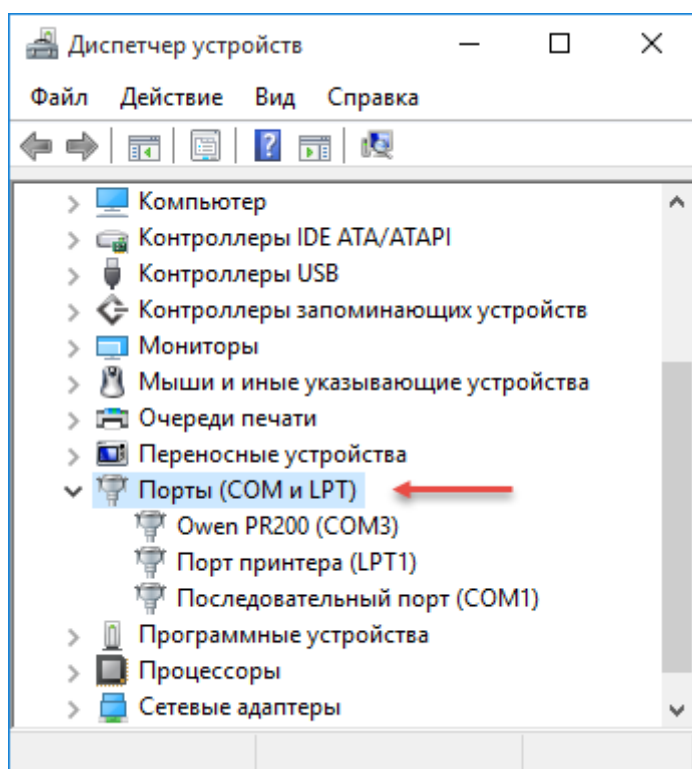 Диспетчер устройств
Файл Действие Вид Справка
Компьютер
Контроллеры IDE ATA/ATAPI
Контроллеры USB
Контроллеры запоминающих устройств
Мониторы
Мыши и иные указывающие устройства
Очереди печати
Переносные устройства
Порты (COM и LPT)
Owen PR200 (COM3)
Порт принтера (LPT1)
Последовательный порт (COM1)
Программные устройства
Процессоры
Сетевые адаптеры